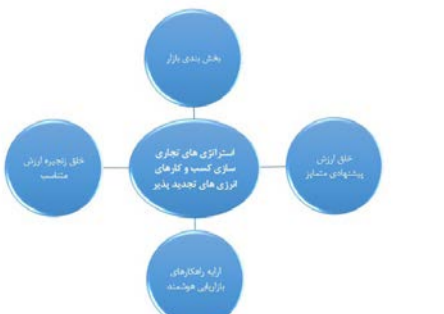 بخش بندی بازار
استراتژی های تجاری
سازی کسب و کارهای
انرژی های تجدید پذیر
خلق ارزش
پیشنهادی متمایز
خلق زنجیره ارزش
متناسب
ارایه راهکارهای
بازاریابی هوشمند